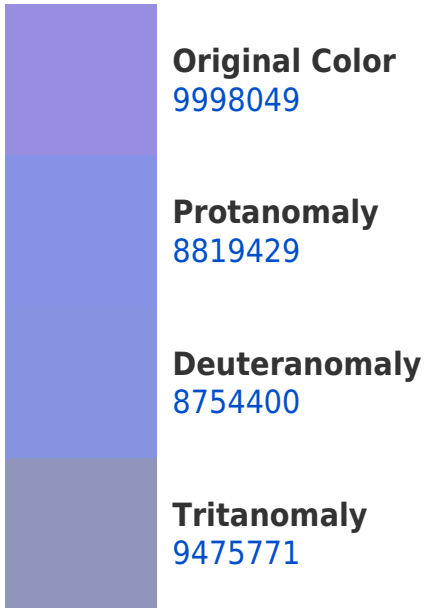 Original Color
9998049
Protanomaly
8819429
Deuteranomaly
8754400
Tritanomaly
9475771